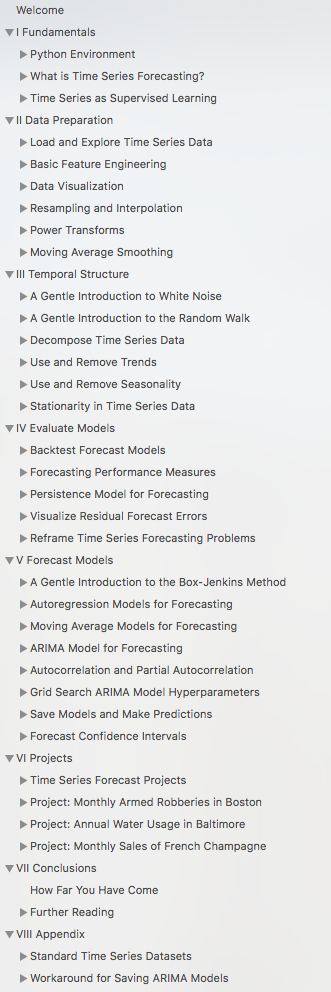 Welcome
I Fundamentals
Python Environment
What is Time Series Forecasting?
Time Series as Supervised Learning
II Data Preparation
Load and Explore Time Series Data
Basic Feature Engineering
Data Visualization
Resampling and Interpolation
Power Transforms
Moving Average Smoothing
III Temporal Structure
A Gentle Introduction to White Noise
A Gentle Introduction to the Random Walk
Decompose Time Series Data
Use and Remove Trends
Use and Remove Seasonality
Stationarity in Time Series Data
IV Evaluate Models
Backtest Forecast Models
Forecasting Performance Measures
Persistence Model for Forecasting
Visualize Residual Forecast Errors
Reframe Time Series Forecasting Problems
V Forecast Models
A Gentle Introduction to the Box-Jenkins Method
Autoregression Models for Forecasting
Moving Average Models for Forecasting
ARIMA Model for Forecasting
Autocorrelation and Partial Autocorrelation
Grid Search ARIMA Model Hyperparameters
Save Models and Make Predictions
Forecast Confidence Intervals
VI Projects
Time Series Forecast Projects
Project: Monthly Armed Robberies in Boston
Project: Annual Water Usage in Baltimore
Project: Monthly Sales of French Champagne
VII Conclusions
How Far You Have Come
Further Reading
VIII Appendix
Standard Time Series Datasets
Workaround for Saving ARIMA Models